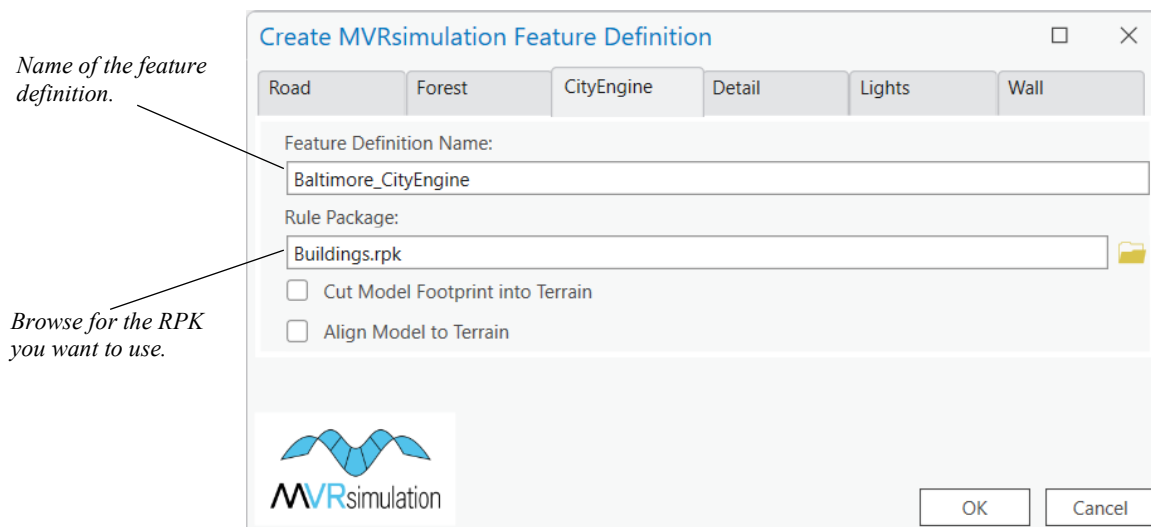 Create MVRsimulation Feature Definition
Name of the feature
definition.
Road Forest CityEngine Detail Lights Wall
Feature Definition Name:
Baltimore_CityEngine
Rule Package:
Buildings.rpk
Cut Model Footprint into Terrain
Browse for the RPK
you want to use.
Align Model to Terrain
MVRsimulation
OK Cancel